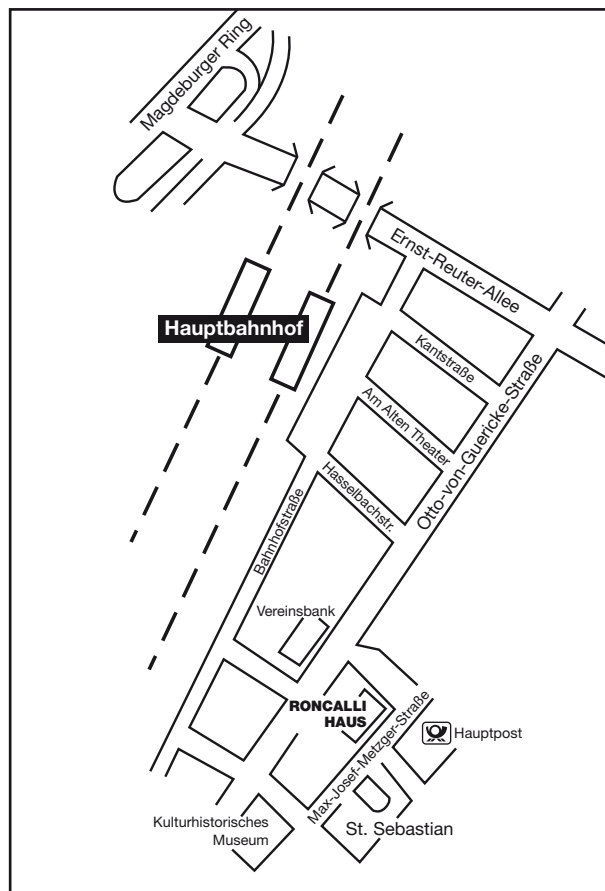 Magdeburger Ring
Ernst-Reuter-Allee
Hauptbahnhof
Kantstraße
Am Alten Theater
Otto-von-Guericke-Straße
Hasselbachstr.
Bahnhofstraße
Vereinsbank
RONCALLI
HAUS
Max-Josef-Metzger-Straße
Hauptpost
Kulturhistorisches
Museum
St. Sebastian